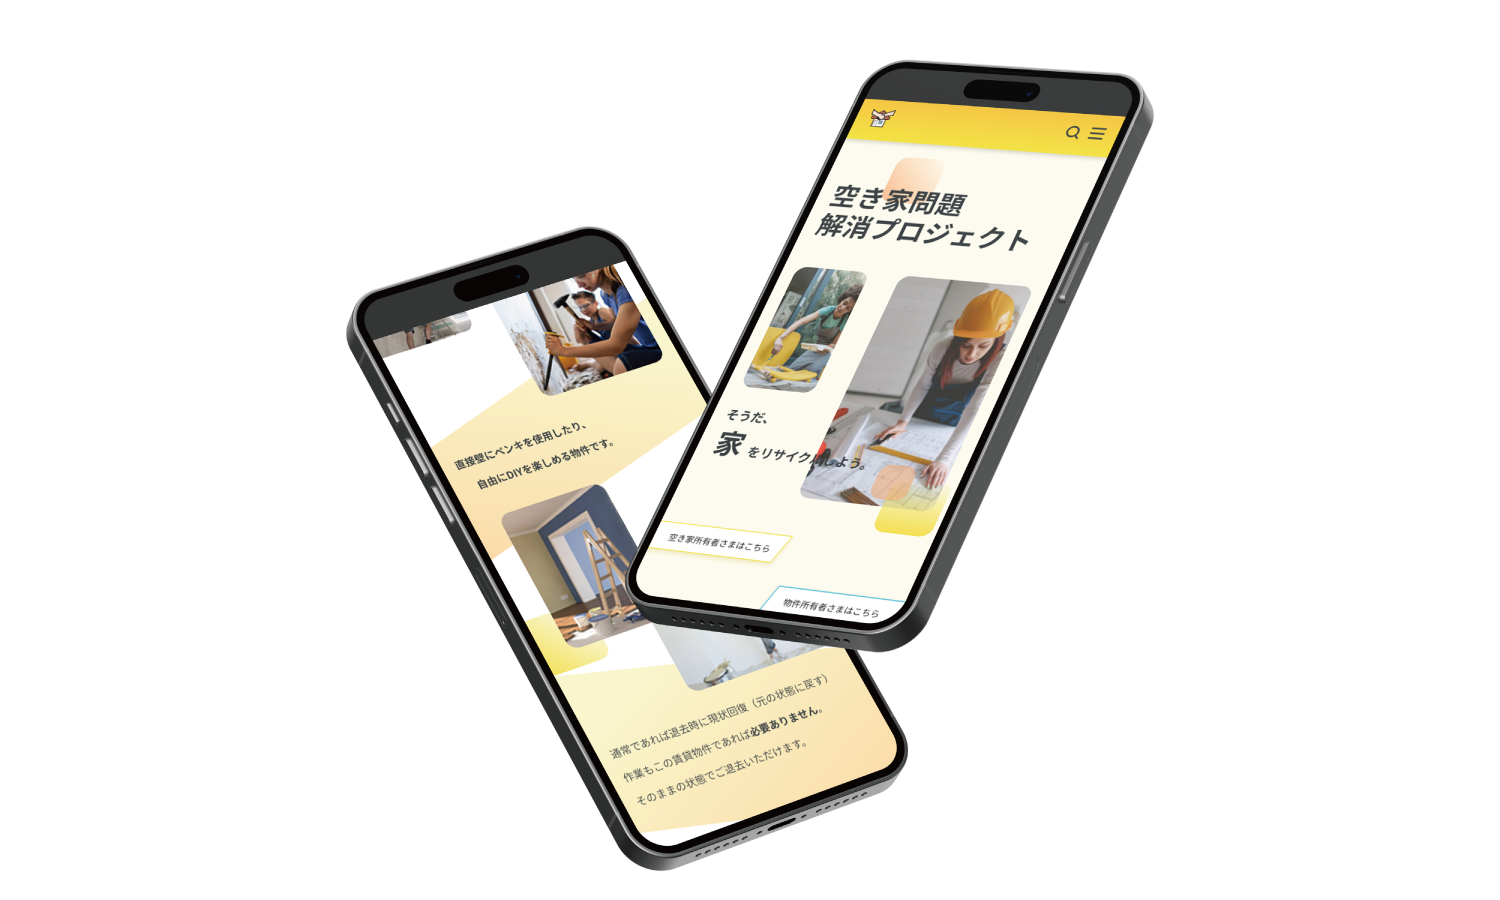 空き家問題
解消プロジェクト
そうだ、
家をリサイクルしよう。
空き家所有者さまはこちら
物件所有者さまはこちら
直接壁にペンキを使用したり、
自由にDIYを楽しめる物件です。
通常であれば退去時に現状回復（元の状態に戻す）
作業もこの賃貸物件であれば必要ありません。
そのままの状態でご退去いただけます。